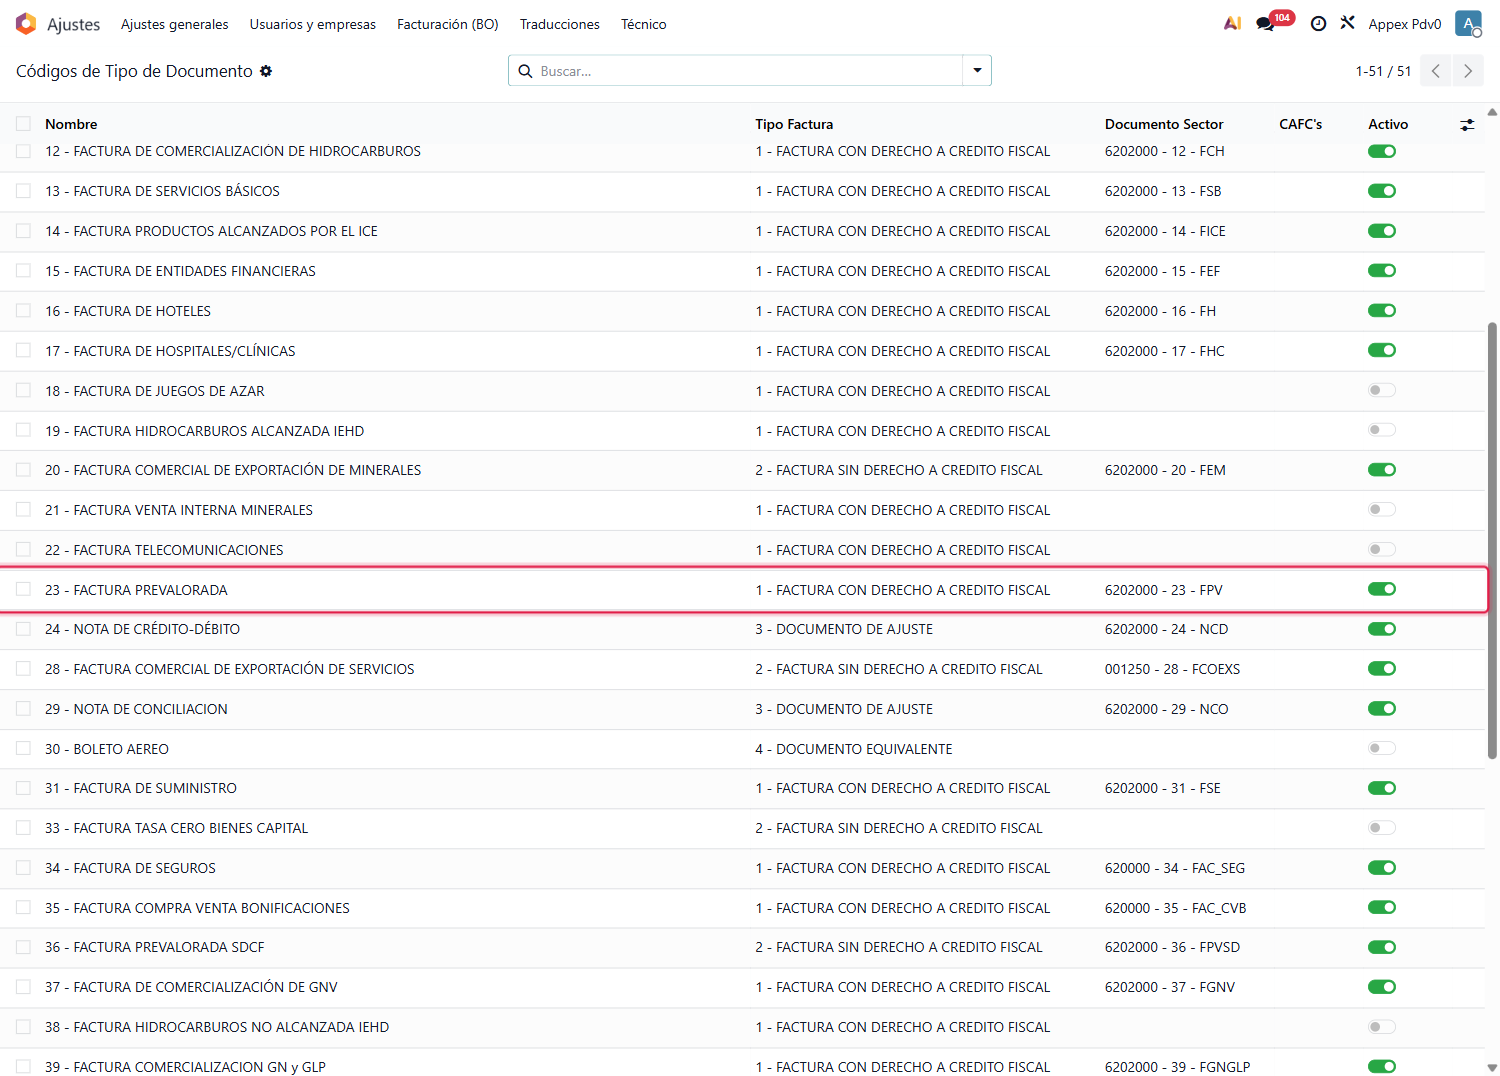 Ajustes Ajustes generales Usuarios y empresas Facturación (BO) Traducciones Técnico AI 104 Appex Pdv0 A
Códigos de Tipo de Documento Buscar... 1-51 / 51
Nombre Tipo Factura Documento Sector CAFC's Activo
12 - FACTURA DE COMERCIALIZACIÓN DE HIDROCARBUROS 1 - FACTURA CON DERECHO A CREDITO FISCAL 6202000 - 12 - FCH
13 - FACTURA DE SERVICIOS BÁSICOS 1 - FACTURA CON DERECHO A CREDITO FISCAL 6202000 - 13 - FSB
14 - FACTURA PRODUCTOS ALCANZADOS POR EL ICE 1 - FACTURA CON DERECHO A CREDITO FISCAL 6202000 - 14 - FICE
15 - FACTURA DE ENTIDADES FINANCIERAS 1 - FACTURA CON DERECHO A CREDITO FISCAL 6202000 - 15 - FEF
16 - FACTURA DE HOTELES 1 - FACTURA CON DERECHO A CREDITO FISCAL 6202000 - 16 - FH
17 - FACTURA DE HOSPITALES/CLÍNICAS 1 - FACTURA CON DERECHO A CREDITO FISCAL 6202000 - 17 - FHC
18 - FACTURA DE JUEGOS DE AZAR 1 - FACTURA CON DERECHO A CREDITO FISCAL
19 - FACTURA HIDROCARBUROS ALCANZADA IEHD 1 - FACTURA CON DERECHO A CREDITO FISCAL
20 - FACTURA COMERCIAL DE EXPORTACIÓN DE MINERALES 2 - FACTURA SIN DERECHO A CREDITO FISCAL 6202000 - 20 - FEM
21 - FACTURA VENTA INTERNA MINERALES 1 - FACTURA CON DERECHO A CREDITO FISCAL
22 - FACTURA TELECOMUNICACIONES 1 - FACTURA CON DERECHO A CREDITO FISCAL
23 - FACTURA PREVALORADA 1 - FACTURA CON DERECHO A CREDITO FISCAL 6202000 - 23 - FPV
24 - NOTA DE CRÉDITO-DÉBITO 3 - DOCUMENTO DE AJUSTE 6202000 - 24 - NCD
28 - FACTURA COMERCIAL DE EXPORTACIÓN DE SERVICIOS 2 - FACTURA SIN DERECHO A CREDITO FISCAL 001250 - 28 - FCOEXS
29 - NOTA DE CONCILIACION 3 - DOCUMENTO DE AJUSTE 6202000 - 29 - NCO
30 - BOLETO AEREO 4 - DOCUMENTO EQUIVALENTE
31 - FACTURA DE SUMINISTRO 1 - FACTURA CON DERECHO A CREDITO FISCAL 6202000 - 31 - FSE
33 - FACTURA TASA CERO BIENES CAPITAL 2 - FACTURA SIN DERECHO A CREDITO FISCAL
34 - FACTURA DE SEGUROS 1 - FACTURA CON DERECHO A CREDITO FISCAL 620000 - 34 - FAC_SEG
35 - FACTURA COMPRA VENTA BONIFICACIONES 1 - FACTURA CON DERECHO A CREDITO FISCAL 620000 - 35 - FAC_CVB
36 - FACTURA PREVALORADA SDCF 2 - FACTURA SIN DERECHO A CREDITO FISCAL 6202000 - 36 - FPVSD
37 - FACTURA DE COMERCIALIZACIÓN DE GNV 1 - FACTURA CON DERECHO A CREDITO FISCAL 6202000 - 37 - FGNV
38 - FACTURA HIDROCARBUROS NO ALCANZADA IEHD 1 - FACTURA CON DERECHO A CREDITO FISCAL
39 - FACTURA COMERCIALIZACION GN y GLP 1 - FACTURA CON DERECHO A CREDITO FISCAL 6202000 - 39 - FGNGLP